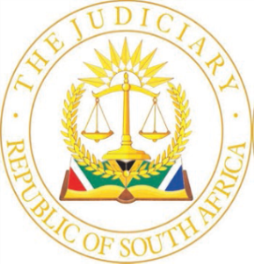 · THE JUDICIARY ·
REPUBLIC OF SOUTH AFRICA